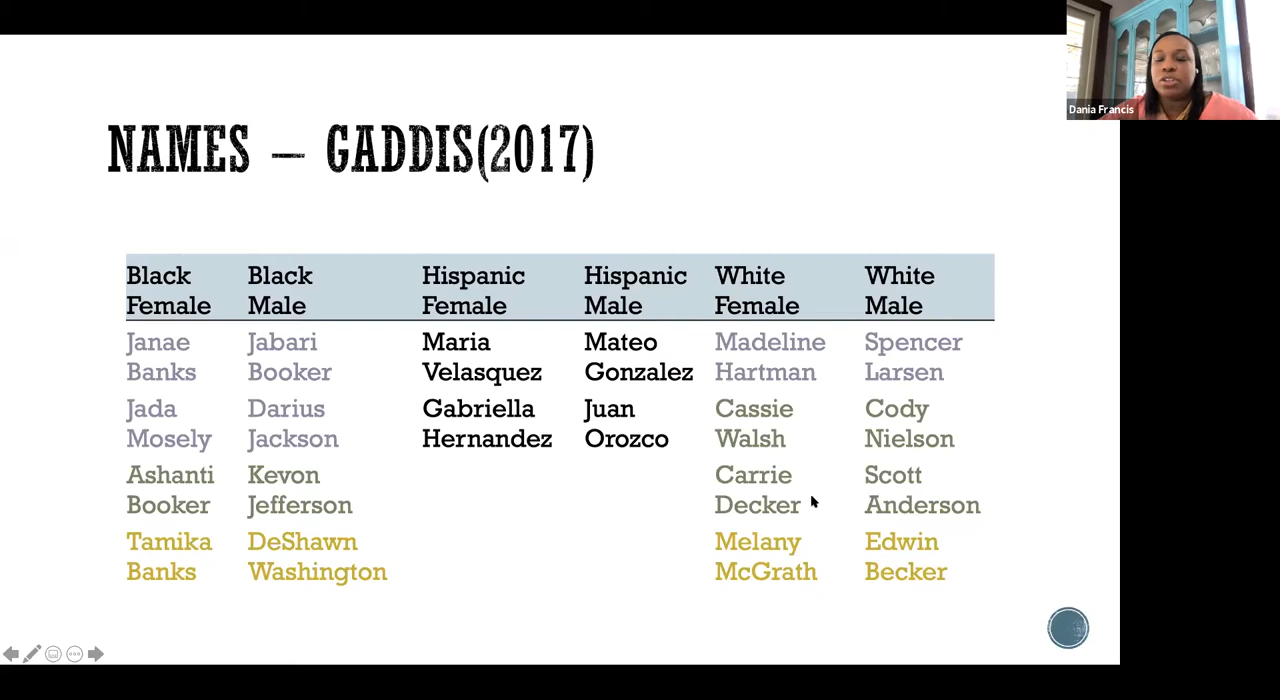 Dania Francis
NAMES – GADDIS(2017)
Black Black Hispanic Hispanic White White
Female Male Female Male Female Male
Janae Jabari Maria Mateo Madeline Spencer
Banks Booker Velasquez Gonzalez Hartman Larsen
Jada Darius Gabriella Juan Cassie Cody
Mosely Jackson Hernandez Orozco Walsh Nielson
Ashanti Kevon Carrie Scott
Booker Jefferson Decker Anderson
Tamika DeShawn Melany Edwin
Banks Washington McGrath Becker